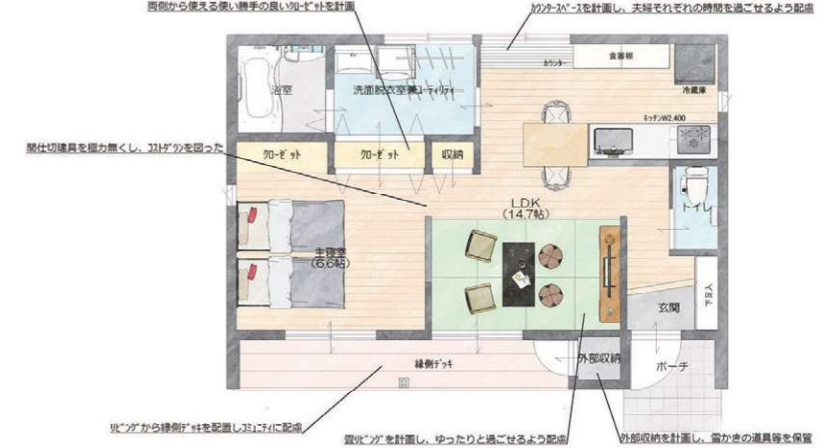 両側から使える使い勝手の良いｸﾛｰｾﾞｯﾄを計画
ｶｳﾝﾀｰｽﾍﾟｰｽを計画し、夫婦それぞれの時間を過ごせるよう配慮
ｶｳﾝﾀｰ
食器棚
冷蔵庫
浴室
洗面脱衣室兼ﾕｰﾃｨﾘﾃｨ
ｷｯﾁﾝW2,400
間仕切建具を極力無くし、ｺｽﾄﾀﾞｳﾝを図った
ｸﾛｰｾﾞｯﾄ
ｸﾛｰｾﾞｯﾄ
収納
LDK
(14.7帖)
トイレ
主寝室
(6.6帖)
下足入
玄関
縁側ﾃﾞｯｷ
外部収納
ポーチ
ﾘﾋﾞﾝｸﾞから縁側ﾃﾞｯｷを配置しｺﾐｭﾆﾃｨに配慮
畳ﾘﾋﾞﾝｸﾞを計画し、ゆったりと過ごせるよう配慮
外部収納を計画し、雪かきの道具等を保管